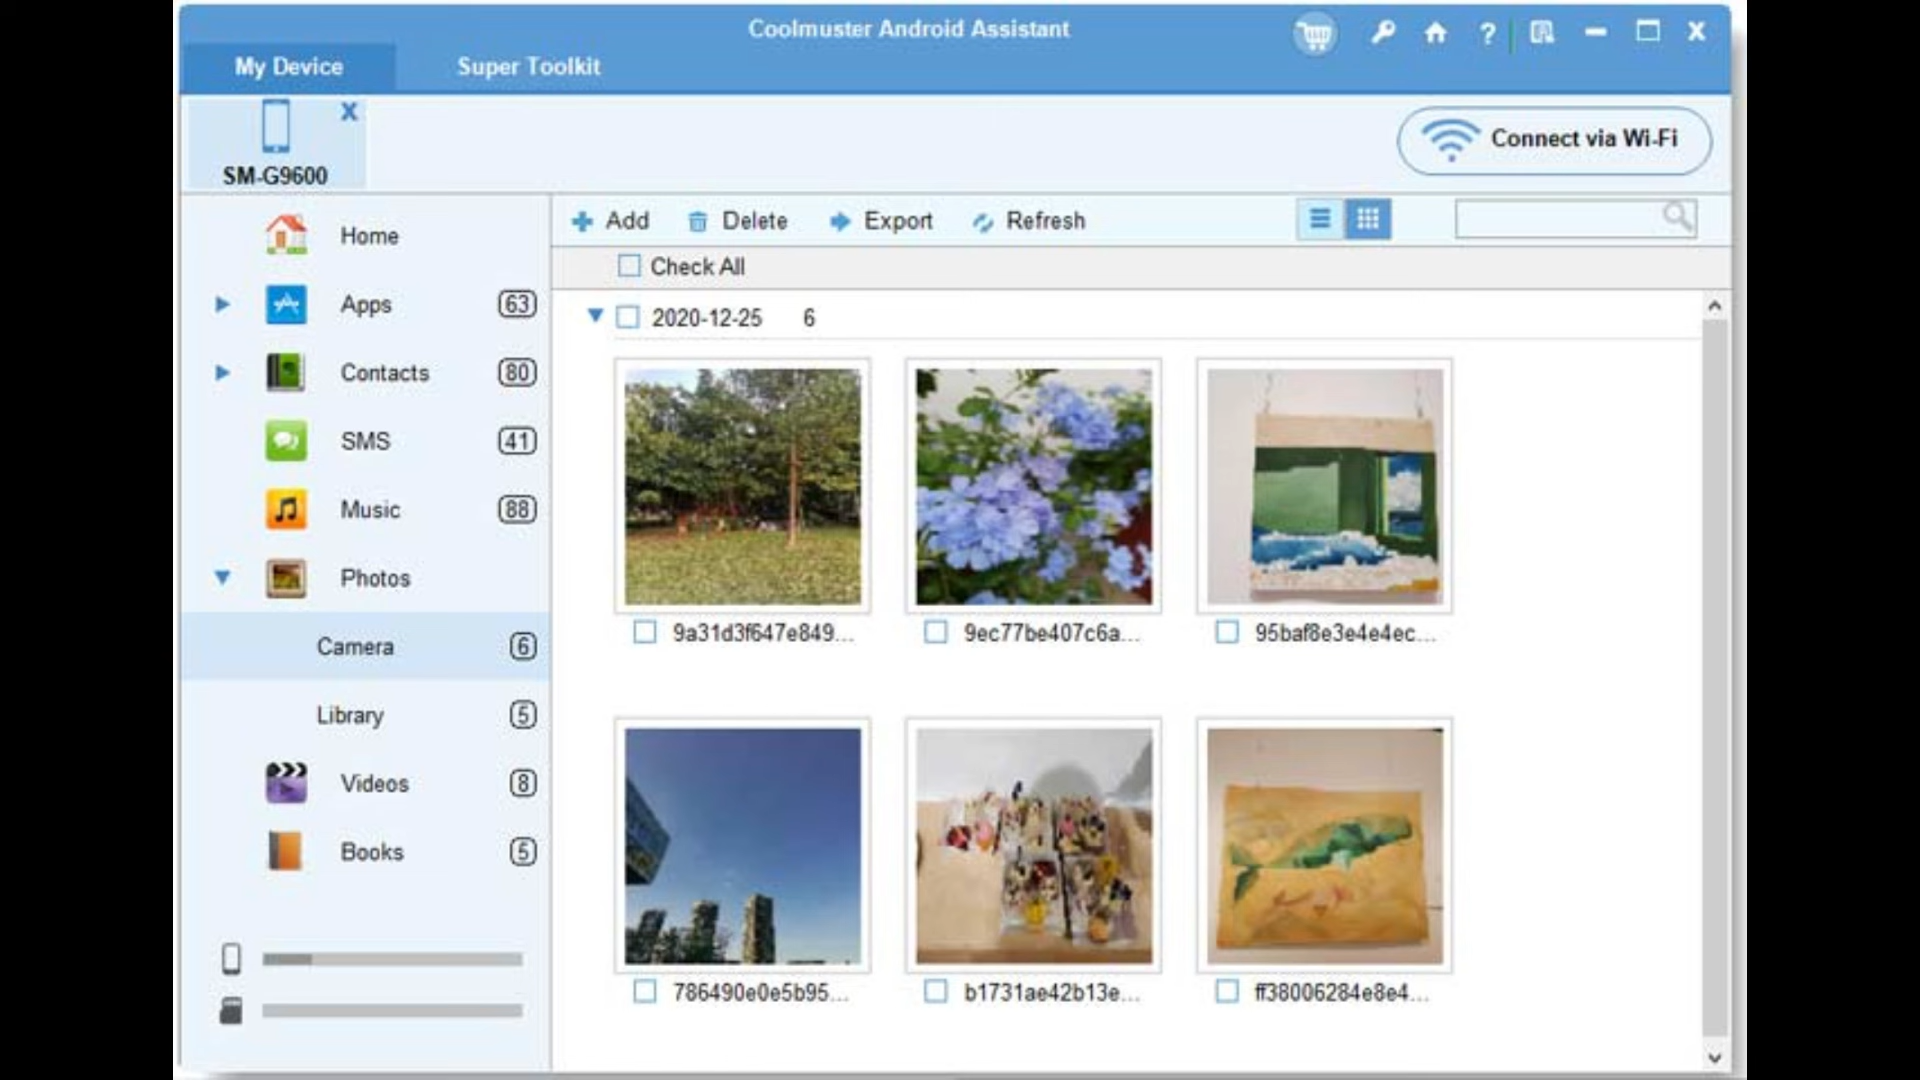 Coolmuster Android Assistant
My Device
Super Toolkit
SM-G9600
Connect via Wi-Fi
Add
Delete
Export
Refresh
Check All
Home
Apps 63
Contacts 80
SMS 41
Music 88
Photos
Camera 6
Library 5
Videos 8
Books 5
2020-12-25 6
9a31d3f647e849...
9ec77be407c6a...
95baf8e3e4e4ec...
786490e0e5b95...
b1731ae42b13e...
ff38006284e8e4...